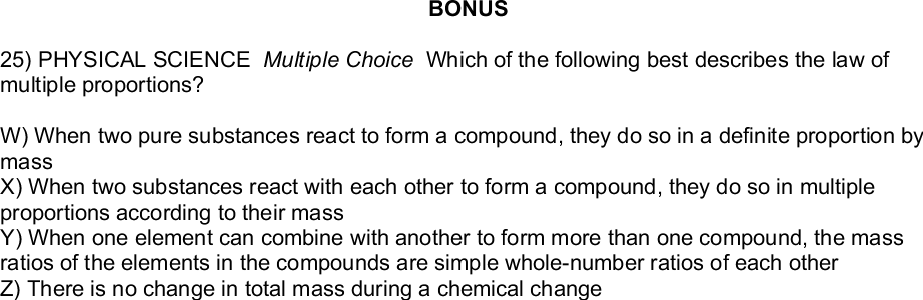 BONUS
25) PHYSICAL SCIENCE Multiple Choice Which of the following best describes the law of
multiple proportions?
W) When two pure substances react to form a compound, they do so in a definite proportion by
mass
X) When two substances react with each other to form a compound, they do so in multiple
proportions according to their mass
Y) When one element can combine with another to form more than one compound, the mass
ratios of the elements in the compounds are simple whole-number ratios of each other
Z) There is no change in total mass during a chemical change